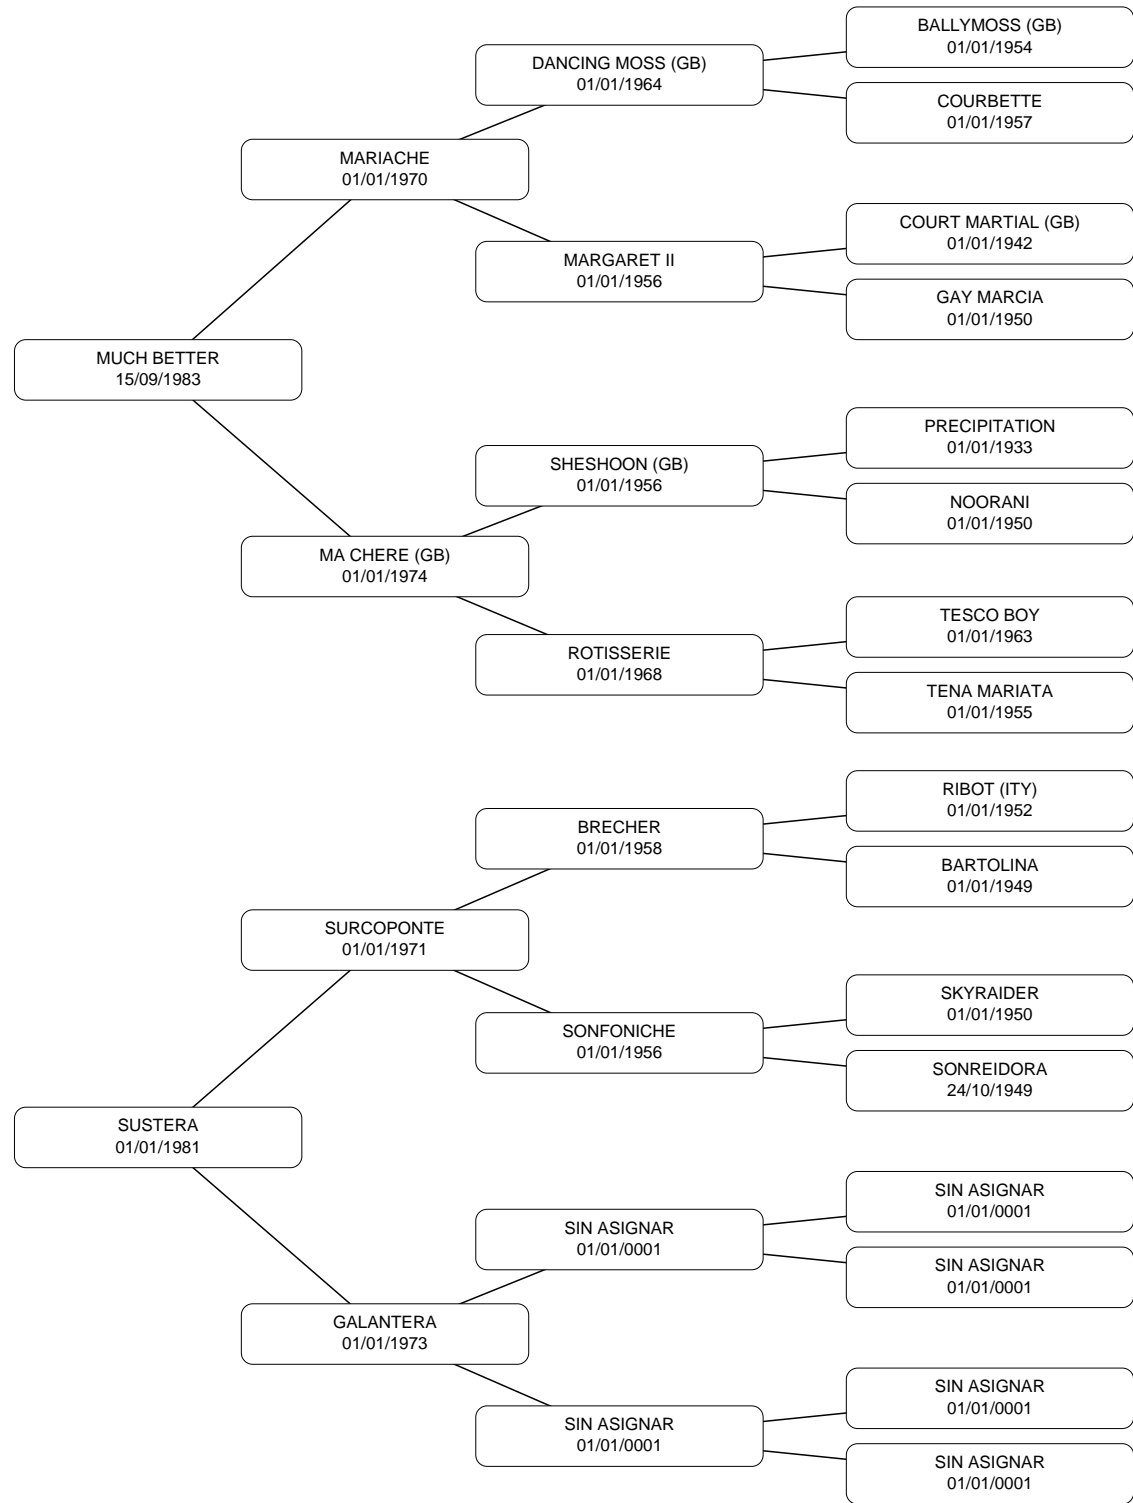 BALLYMOSS (GB)
01/01/1954
DANCING MOSS (GB)
01/01/1964
COURBETTE
01/01/1957
MARIACHE
01/01/1970
COURT MARTIAL (GB)
01/01/1942
MARGARET II
01/01/1956
GAY MARCIA
01/01/1950
MUCH BETTER
15/09/1983
PRECIPITATION
01/01/1933
SHESHOON (GB)
01/01/1956
NOORANI
01/01/1950
MA CHERE (GB)
01/01/1974
TESCO BOY
01/01/1963
ROTISSERIE
01/01/1968
TENA MARIATA
01/01/1955
RIBOT (ITY)
01/01/1952
BRECHER
01/01/1958
BARTOLINA
01/01/1949
SURCOPONTE
01/01/1971
SKYRAIDER
01/01/1950
SONFONICHE
01/01/1956
SONREIDORA
24/10/1949
SUSTERA
01/01/1981
SIN ASIGNAR
01/01/0001
SIN ASIGNAR
01/01/0001
SIN ASIGNAR
01/01/0001
GALANTERA
01/01/1973
SIN ASIGNAR
01/01/0001
SIN ASIGNAR
01/01/0001
SIN ASIGNAR
01/01/0001